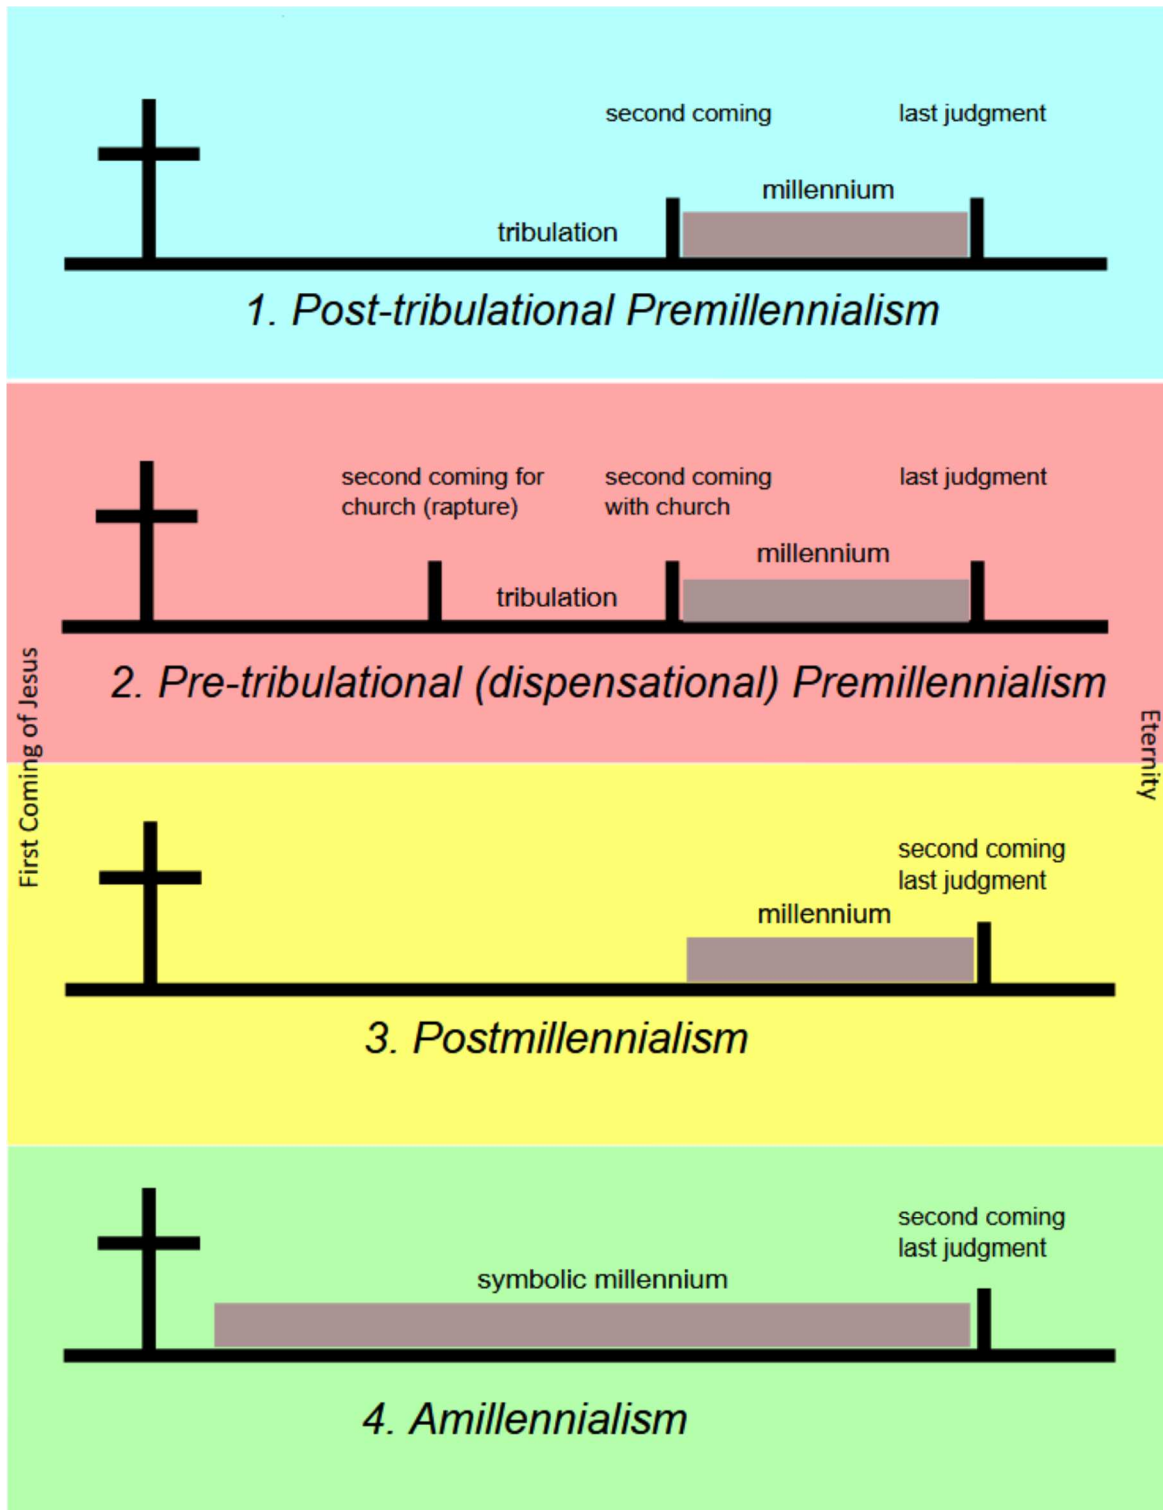 second coming
last judgment
millennium
tribulation
1. Post-tribulational Premillennialism
second coming for
church (rapture)
second coming
with church
last judgment
millennium
tribulation
2. Pre-tribulational (dispensational) Premillennialism
First Coming of Jesus
Eternity
second coming
last judgment
millennium
3. Postmillennialism
second coming
last judgment
symbolic millennium
4. Amillennialism